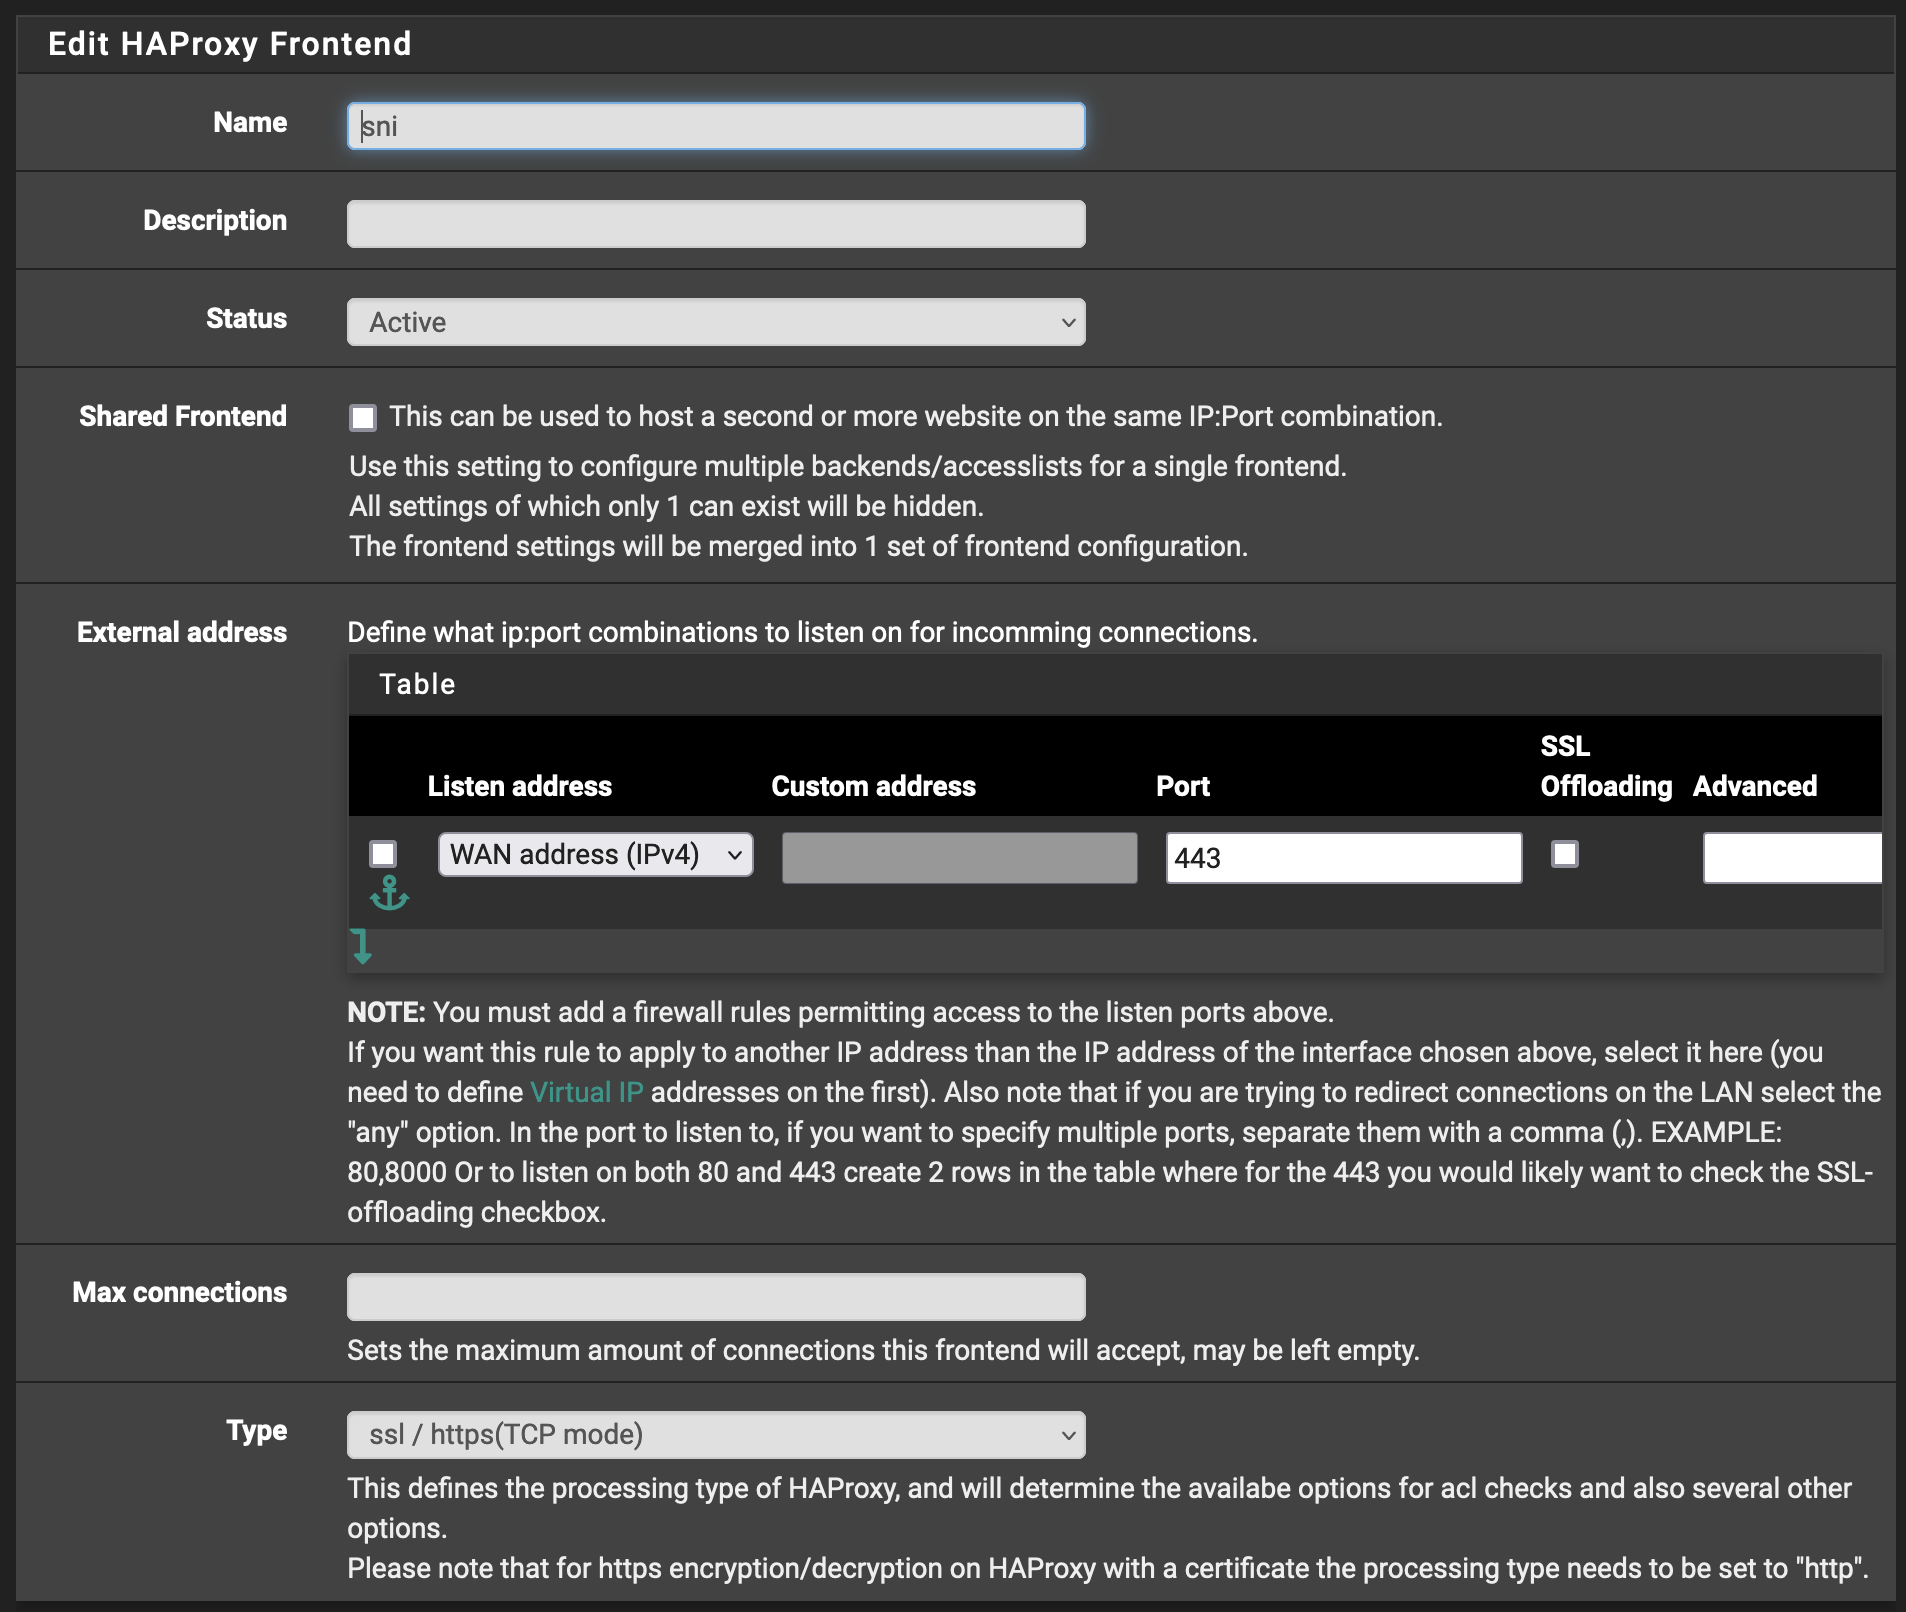 Edit HAProxy Frontend
Name
sni
Description
Status
Active
Shared Frontend
This can be used to host a second or more website on the same IP:Port combination.
Use this setting to configure multiple backends/accesslists for a single frontend.
All settings of which only 1 can exist will be hidden.
The frontend settings will be merged into 1 set of frontend configuration.
External address
Define what ip:port combinations to listen on for incomming connections.
Table
Listen address
Custom address
Port
SSL
Offloading
Advanced
WAN address (IPv4)
443
NOTE: You must add a firewall rules permitting access to the listen ports above.
If you want this rule to apply to another IP address than the IP address of the interface chosen above, select it here (you
need to define Virtual IP addresses on the first). Also note that if you are trying to redirect connections on the LAN select the
"any" option. In the port to listen to, if you want to specify multiple ports, separate them with a comma (,). EXAMPLE:
80,8000 Or to listen on both 80 and 443 create 2 rows in the table where for the 443 you would likely want to check the SSL-
offloading checkbox.
Max connections
Sets the maximum amount of connections this frontend will accept, may be left empty.
Type
ssl / https(TCP mode)
This defines the processing type of HAProxy, and will determine the availabe options for acl checks and also several other
options.
Please note that for https encryption/decryption on HAProxy with a certificate the processing type needs to be set to "http".